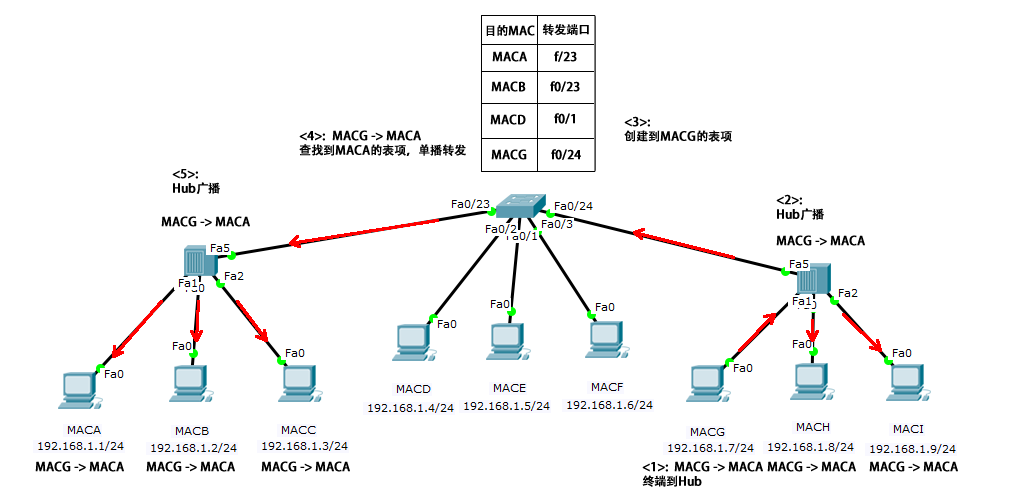 目的MAC 转发端口
MACA f/23
MACB f0/23
MACD f0/1
MACG f0/24
<3>:
创建到MACG的表项
<4>: MACG -> MACA
查找到MACA的表项，单播转发
<5>:
Hub广播
MACG -> MACA
<2>:
Hub广播
MACG -> MACA
Fa0/23
Fa0/24
Fa0/2
Fa0/3
Fa0/1
Fa5
Fa1
Fa2
Fa5
Fa1
Fa2
Fa0
Fa0
Fa0
Fa0
Fa0
Fa0
Fa0
Fa0
Fa0
MACD
192.168.1.4/24
MACE
192.168.1.5/24
MACF
192.168.1.6/24
MACA
192.168.1.1/24
MACG -> MACA
MACB
192.168.1.2/24
MACG -> MACA
MACC
192.168.1.3/24
MACG -> MACA
MACG
192.168.1.7/24
<1>: MACG -> MACA
终端到Hub
MACH
192.168.1.8/24
MACG -> MACA
MACI
192.168.1.9/24
MACG -> MACA